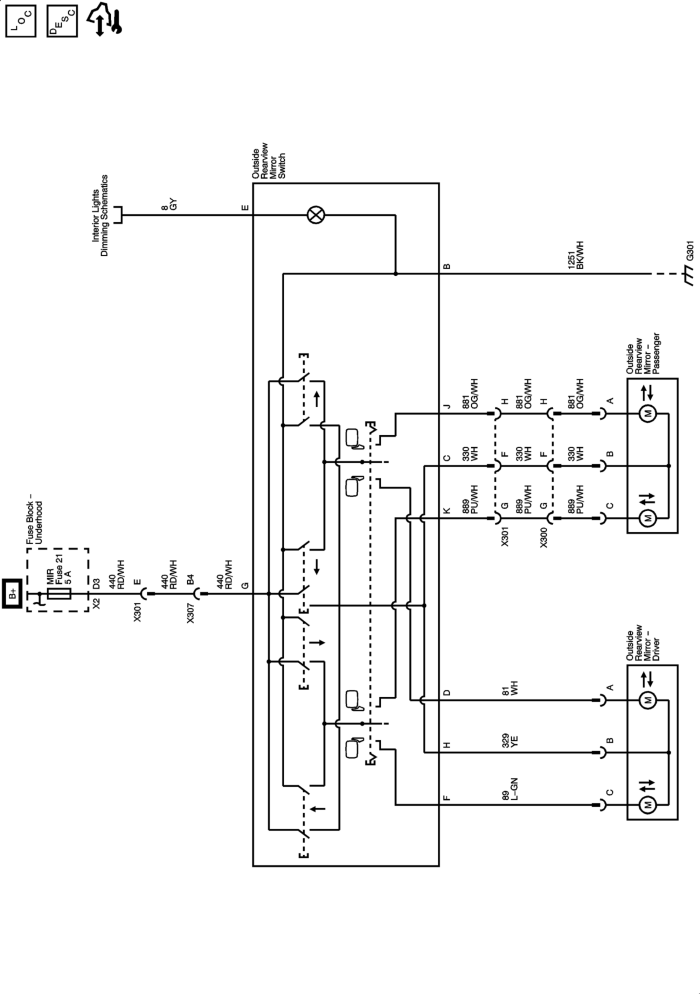 LOC
DESC
Outside
Rearview
Mirror
Switch
Interior Lights
Dimming Schematics
8
GY
E
B
1251
BK/WH
G301
Fuse Block –
Underhood
B+
MIR
Fuse 21
5 A
D3
X2
440
RD/WH
E
X301
440
RD/WH
B4
X307
440
RD/WH
G
J
881
OG/WH
H
881
OG/WH
H
881
OG/WH
A
C
330
WH
F
330
WH
F
330
WH
B
K
889
PU/WH
G
889
PU/WH
G
889
PU/WH
C
X301
X300
Outside
Rearview
Mirror –
Passenger
M
M
D
81
WH
A
H
329
YE
B
F
89
L–GN
C
Outside
Rearview
Mirror –
Driver
M
M